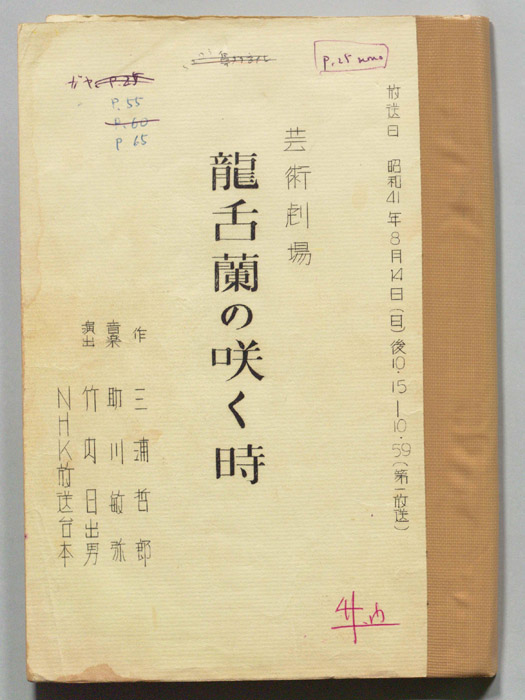 放送日 昭和41年8月14日(日)後10.15―10.59(第一放送)
芸術劇場
龍舌蘭の咲く時
作 三浦哲郎
音楽 助川敏弥
演出 竹内日出男
NHK放送台本
P.25
ガヤ P.25
P.55
P.60
P65